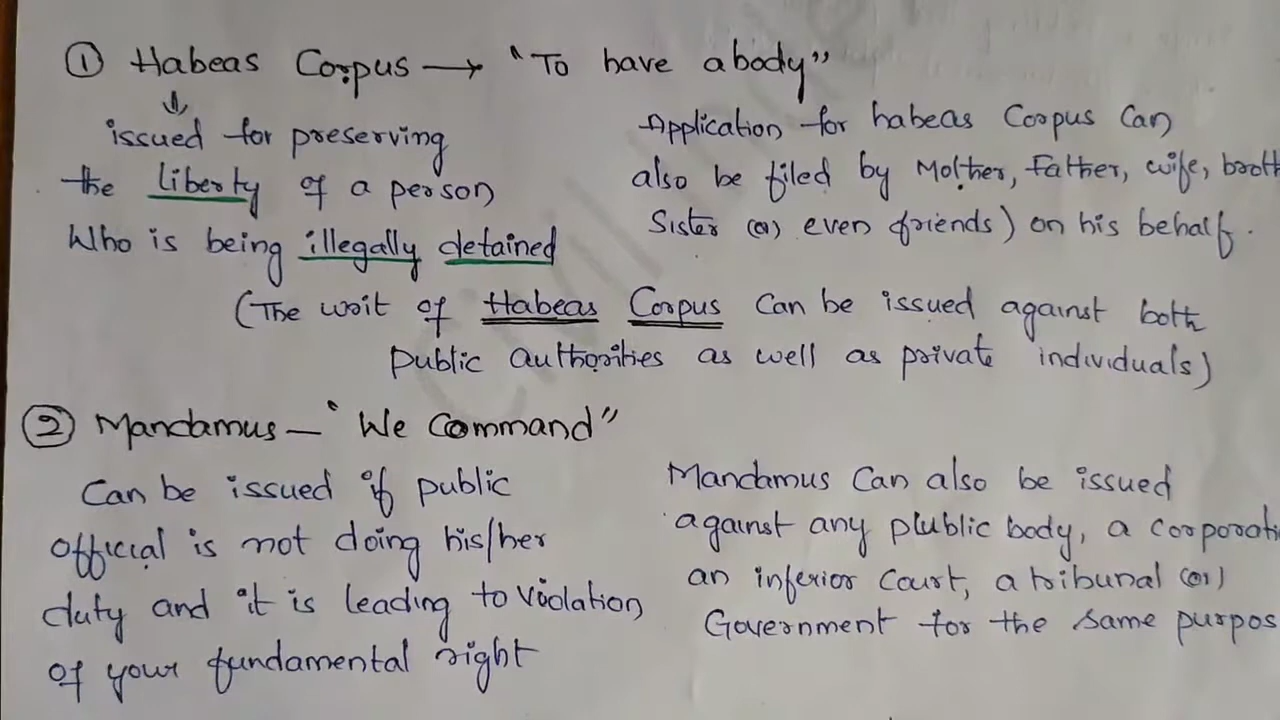 ① Habeas Corpus → "To have a body"
issued for preserving
the liberty of a person
Who is being illegally detained
Application for habeas Corpus Can
also be filed by Mother, Father, wife, broth
Sister (or) even friends) on his behalf.
(The writ of Habeas Corpus can be issued against both
public authorities as well as private individuals)
② Mandamus – "We Command"
Can be issued if public
official is not doing his/her
duty and it is leading to violation
of your fundamental right
Mandamus Can also be issued
against any plublic body, a corporati
an inferior Court, a tribunal (or)
Government for the same purpos